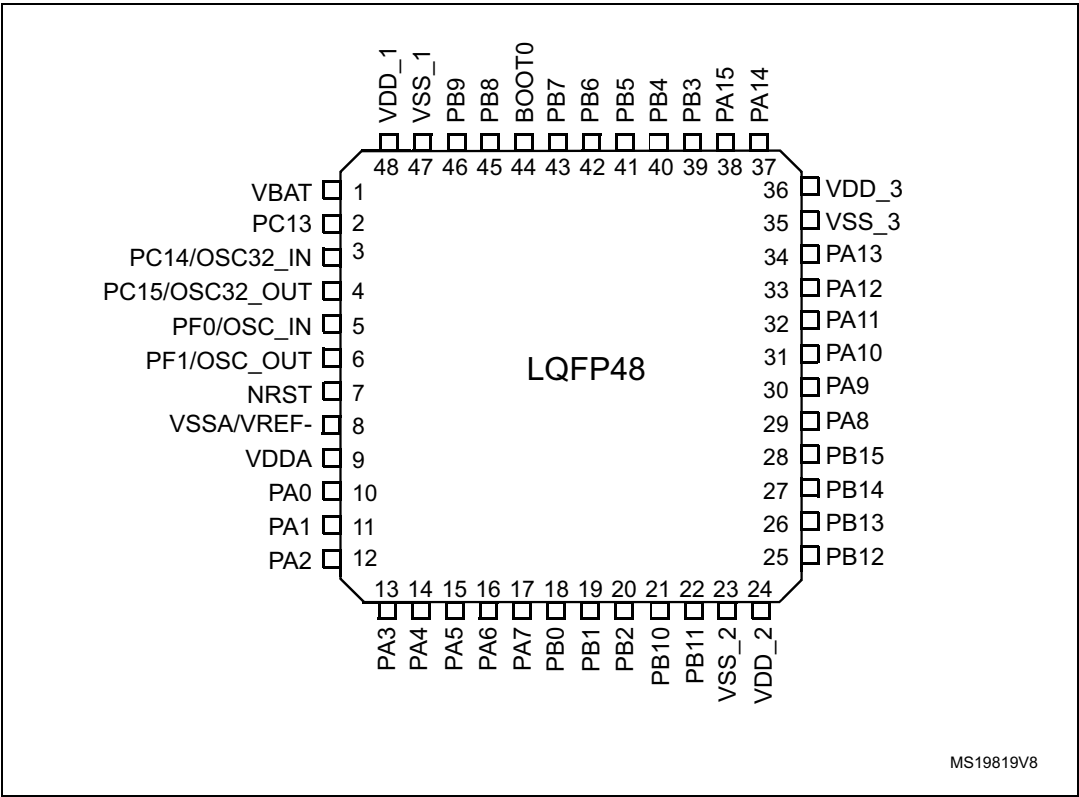 VDD_1
VSS_1
PB9
PB8
BOOT0
PB7
PB6
PB5
PB4
PB3
PA15
PA14
48 47 46 45 44 43 42 41 40 39 38 37
VBAT 1
PC13 2
PC14/OSC32_IN 3
PC15/OSC32_OUT 4
PF0/OSC_IN 5
PF1/OSC_OUT 6
NRST 7
VSSA/VREF- 8
VDDA 9
PA0 10
PA1 11
PA2 12
LQFP48
36 VDD_3
35 VSS_3
34 PA13
33 PA12
32 PA11
31 PA10
30 PA9
29 PA8
28 PB15
27 PB14
26 PB13
25 PB12
13 14 15 16 17 18 19 20 21 22 23 24
PA3
PA4
PA5
PA6
PA7
PB0
PB1
PB2
PB10
PB11
VSS_2
VDD_2
MS19819V8